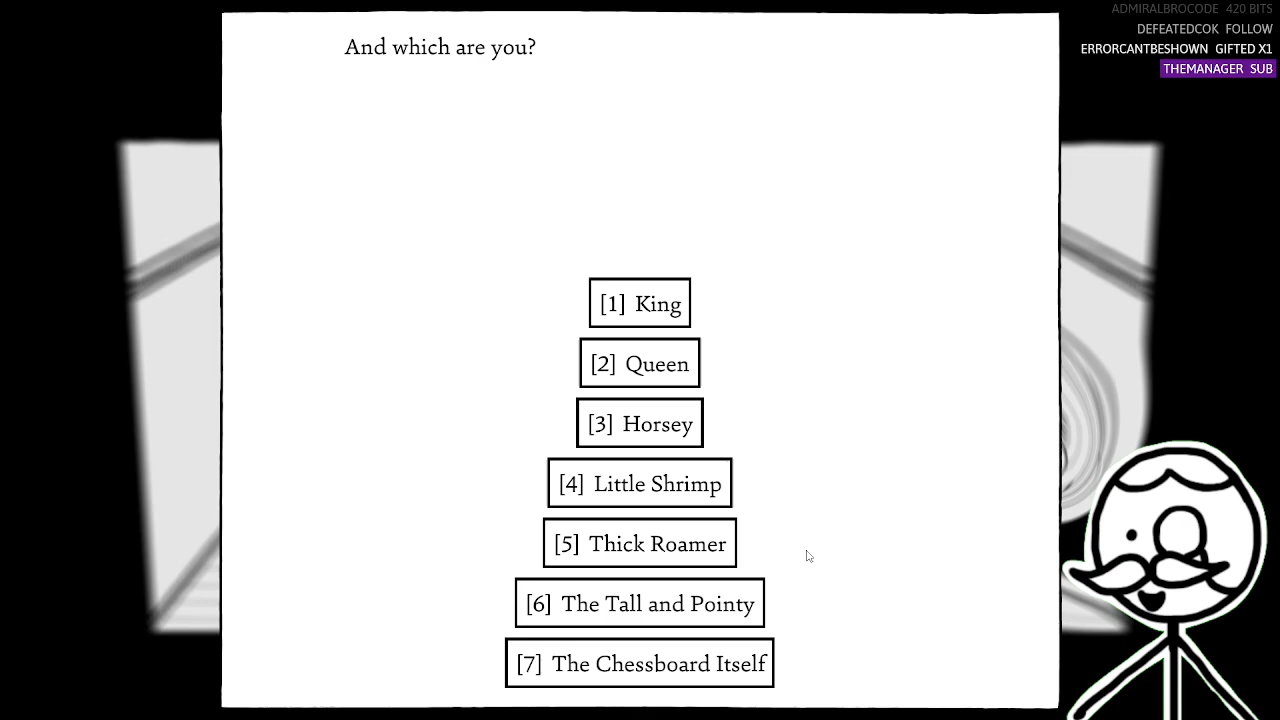 And which are you?
[1] King
[2] Queen
[3] Horsey
[4] Little Shrimp
[5] Thick Roamer
[6] The Tall and Pointy
[7] The Chessboard Itself
ADMIRALBROCODE 420 BITS
DEFEATEDCOK FOLLOW
ERRORCANTBESHOWN GIFTED X1
THEMANAGER SUB